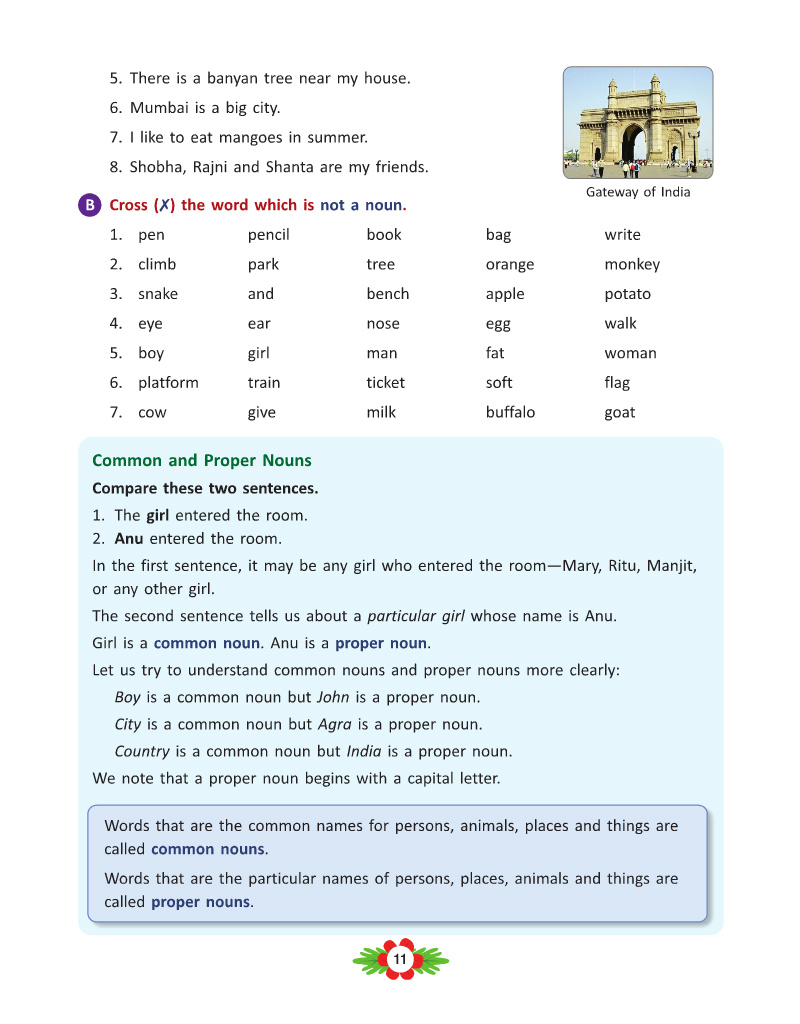 5. There is a banyan tree near my house.
6. Mumbai is a big city.
7. I like to eat mangoes in summer.
8. Shobha, Rajni and Shanta are my friends.
Gateway of India
B Cross (✗) the word which is not a noun.
1. pen pencil book bag write
2. climb park tree orange monkey
3. snake and bench apple potato
4. eye ear nose egg walk
5. boy girl man fat woman
6. platform train ticket soft flag
7. cow give milk buffalo goat
Common and Proper Nouns
Compare these two sentences.
1. The girl entered the room.
2. Anu entered the room.
In the first sentence, it may be any girl who entered the room—Mary, Ritu, Manjit,
or any other girl.
The second sentence tells us about a particular girl whose name is Anu.
Girl is a common noun. Anu is a proper noun.
Let us try to understand common nouns and proper nouns more clearly:
Boy is a common noun but John is a proper noun.
City is a common noun but Agra is a proper noun.
Country is a common noun but India is a proper noun.
We note that a proper noun begins with a capital letter.
Words that are the common names for persons, animals, places and things are
called common nouns.
Words that are the particular names of persons, places, animals and things are
called proper nouns.
11